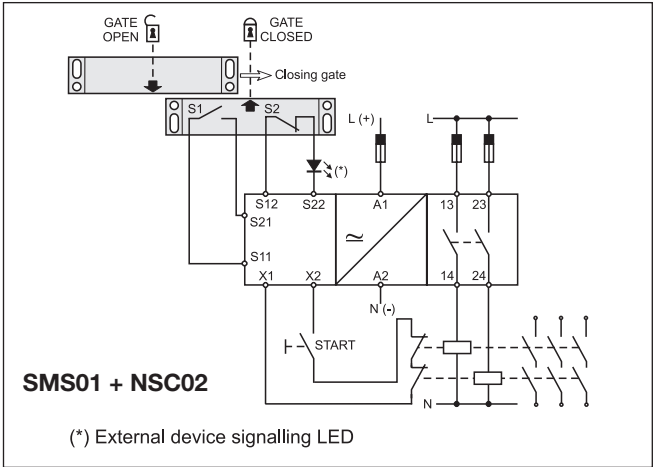 GATE OPEN
GATE CLOSED
Closing gate
S1
S2
L (+)
L
(*)
S12
S22
A1
13
23
S21
S11
≃
X1
X2
A2
14
24
N (-)
START
SMS01 + NSC02
N
(*) External device signalling LED